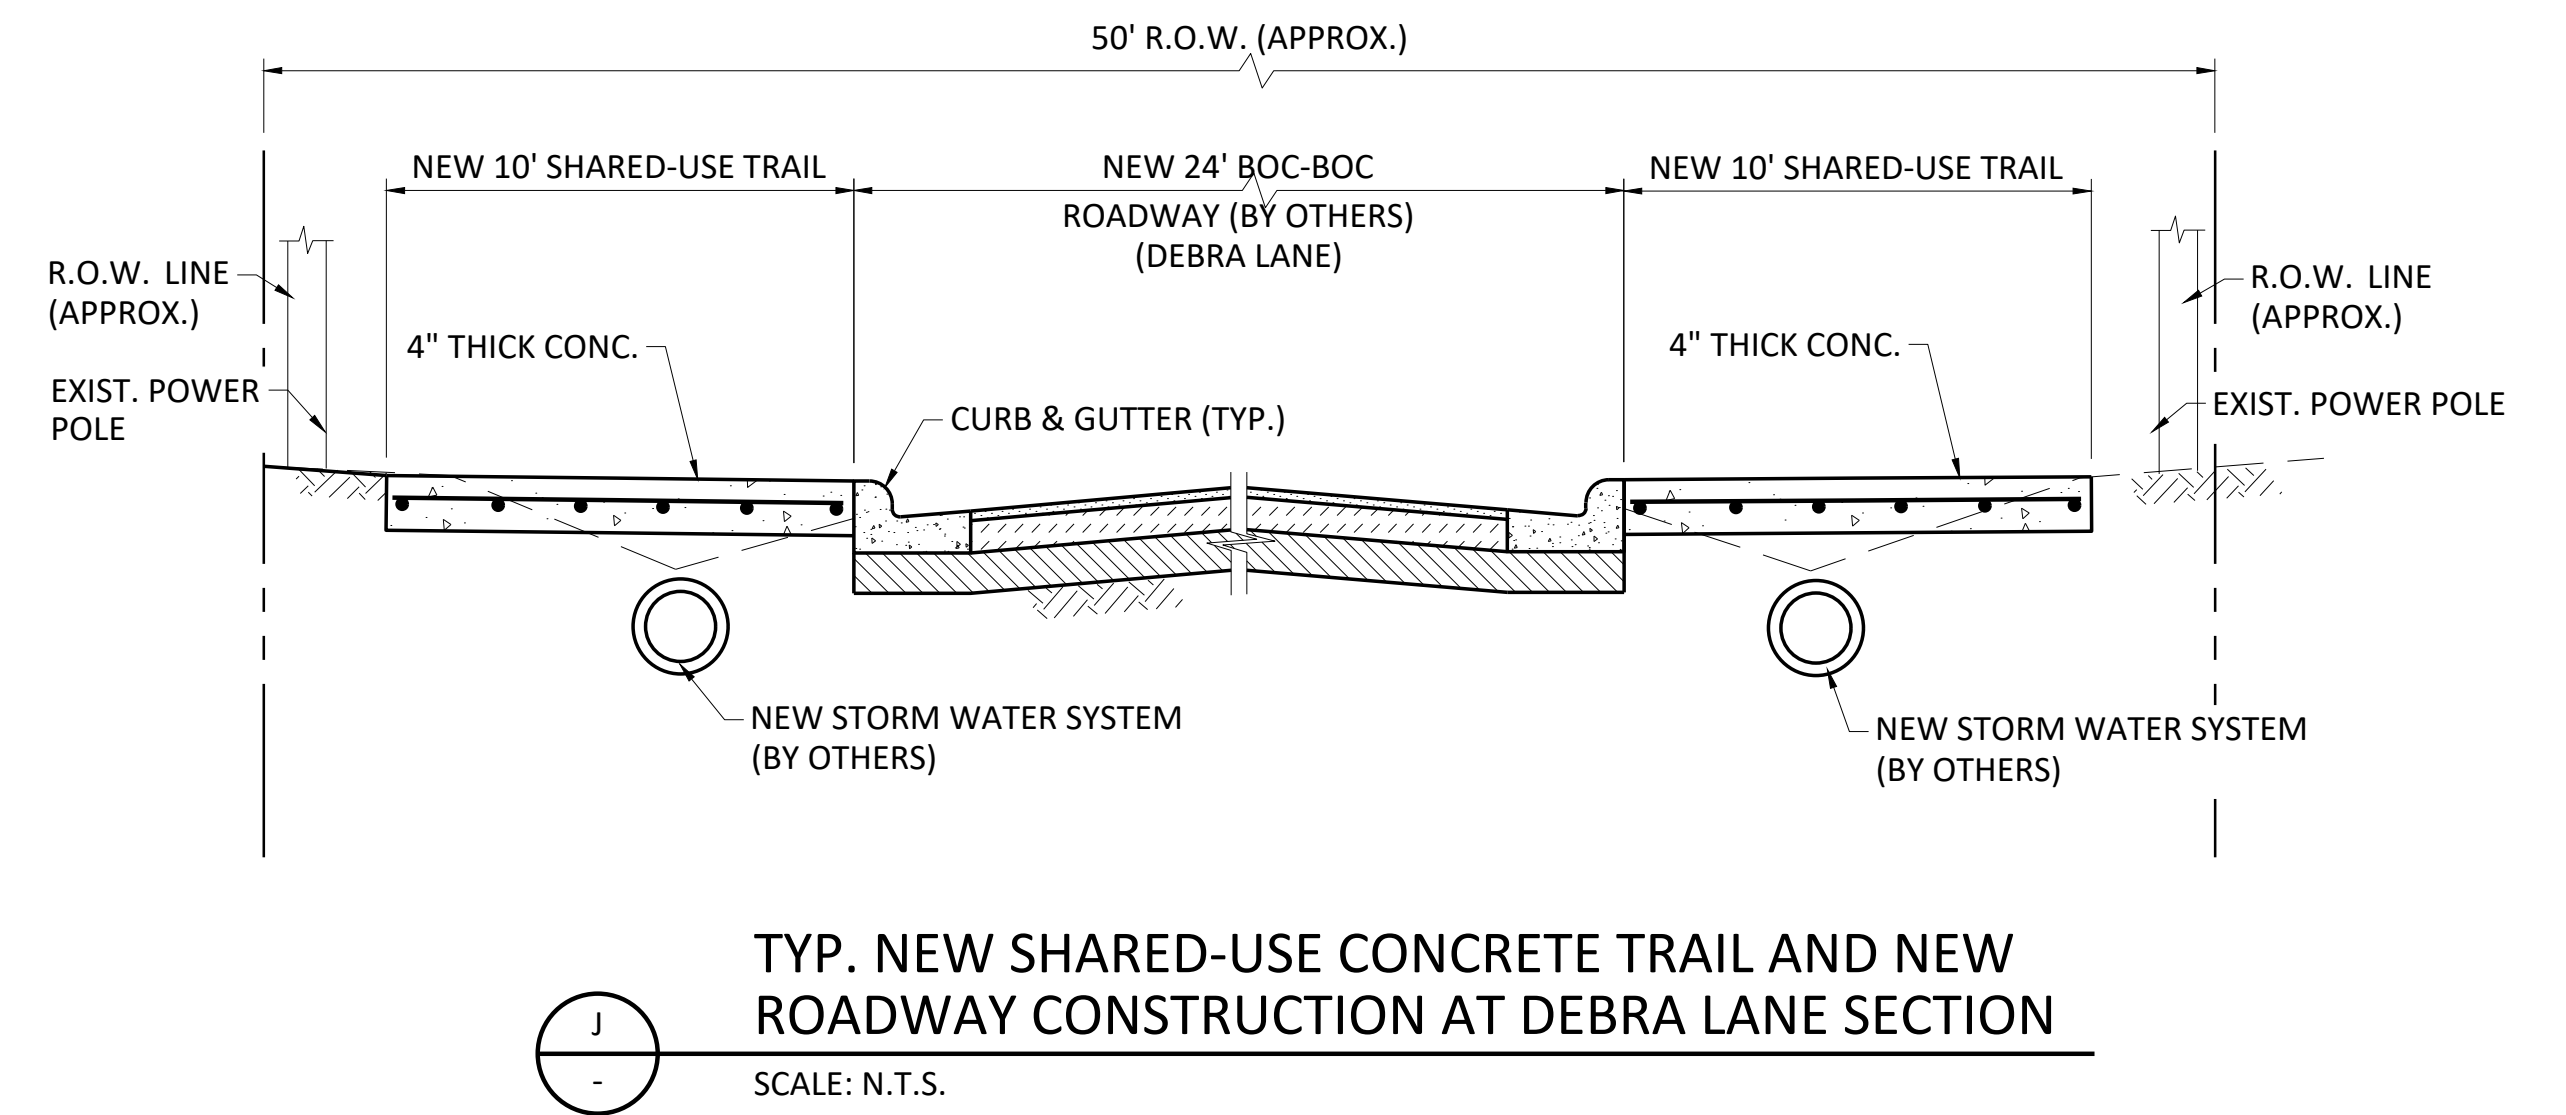 50' R.O.W. (APPROX.)
NEW 10' SHARED-USE TRAIL
NEW 24' BOC-BOC
ROADWAY (BY OTHERS)
(DEBRA LANE)
NEW 10' SHARED-USE TRAIL
R.O.W. LINE
(APPROX.)
R.O.W. LINE
(APPROX.)
4" THICK CONC.
4" THICK CONC.
EXIST. POWER
POLE
CURB & GUTTER (TYP.)
EXIST. POWER POLE
NEW STORM WATER SYSTEM
(BY OTHERS)
NEW STORM WATER SYSTEM
(BY OTHERS)
TYP. NEW SHARED-USE CONCRETE TRAIL AND NEW
ROADWAY CONSTRUCTION AT DEBRA LANE SECTION
J
-
SCALE: N.T.S.